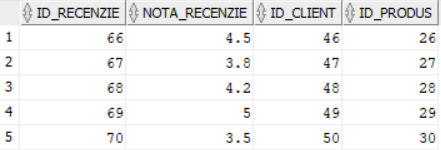 ID_RECENZIE NOTA_RECENZIE ID_CLIENT ID_PRODUS
1 66 4.5 46 26
2 67 3.8 47 27
3 68 4.2 48 28
4 69 5 49 29
5 70 3.5 50 30